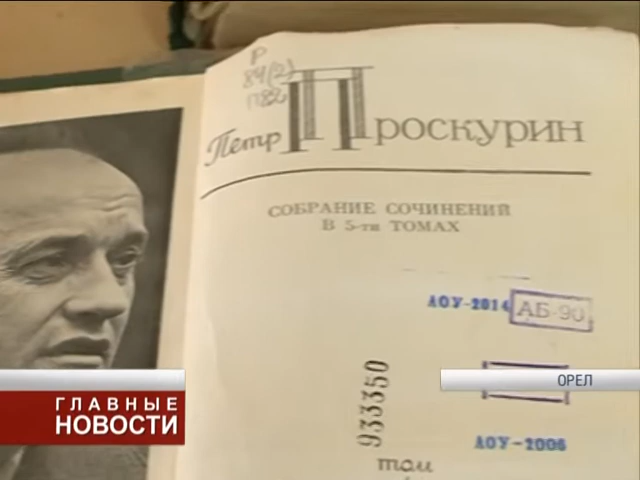 Р
84(2)
П82
Петр Проскурин
СОБРАНИЕ СОЧИНЕНИЙ
В 5-ти ТОМАХ
АОУ-2014
АБ-90
933350
ОРЕЛ
АОУ-2006
том
ГЛАВНЫЕ
НОВОСТИ